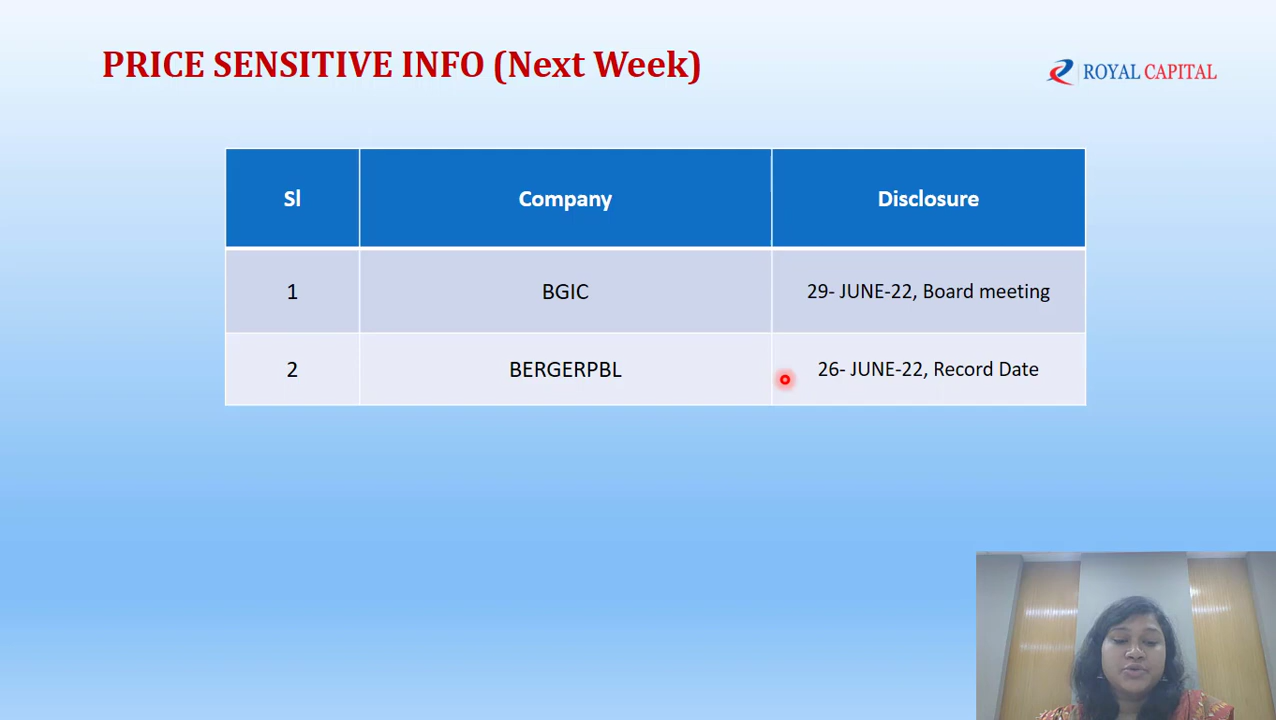 PRICE SENSITIVE INFO (Next Week)
ROYAL CAPITAL
Sl Company Disclosure
1 BGIC 29- JUNE-22, Board meeting
2 BERGERPBL 26- JUNE-22, Record Date